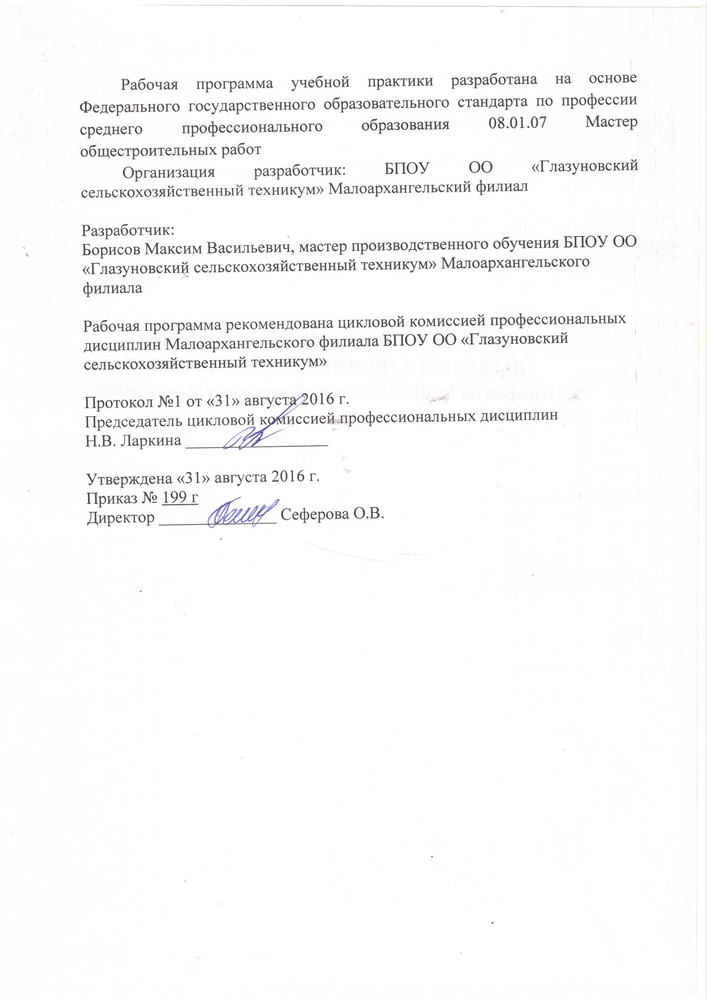 Рабочая программа учебной практики разработана на основе
Федерального государственного образовательного стандарта по профессии
среднего профессионального образования 08.01.07 Мастер
общестроительных работ
Организация разработчик: БПОУ ОО «Глазуновский
сельскохозяйственный техникум» Малоархангельский филиал
Разработчик:
Борисов Максим Васильевич, мастер производственного обучения БПОУ ОО
«Глазуновский сельскохозяйственный техникум» Малоархангельского
филиала
Рабочая программа рекомендована цикловой комиссией профессиональных
дисциплин Малоархангельского филиала БПОУ ОО «Глазуновский
сельскохозяйственный техникум»
Протокол №1 от «31» августа 2016 г.
Председатель цикловой комиссией профессиональных дисциплин
Н.В. Ларкина
Утверждена «31» августа 2016 г.
Приказ № 199 г
Директор Сеферова О.В.